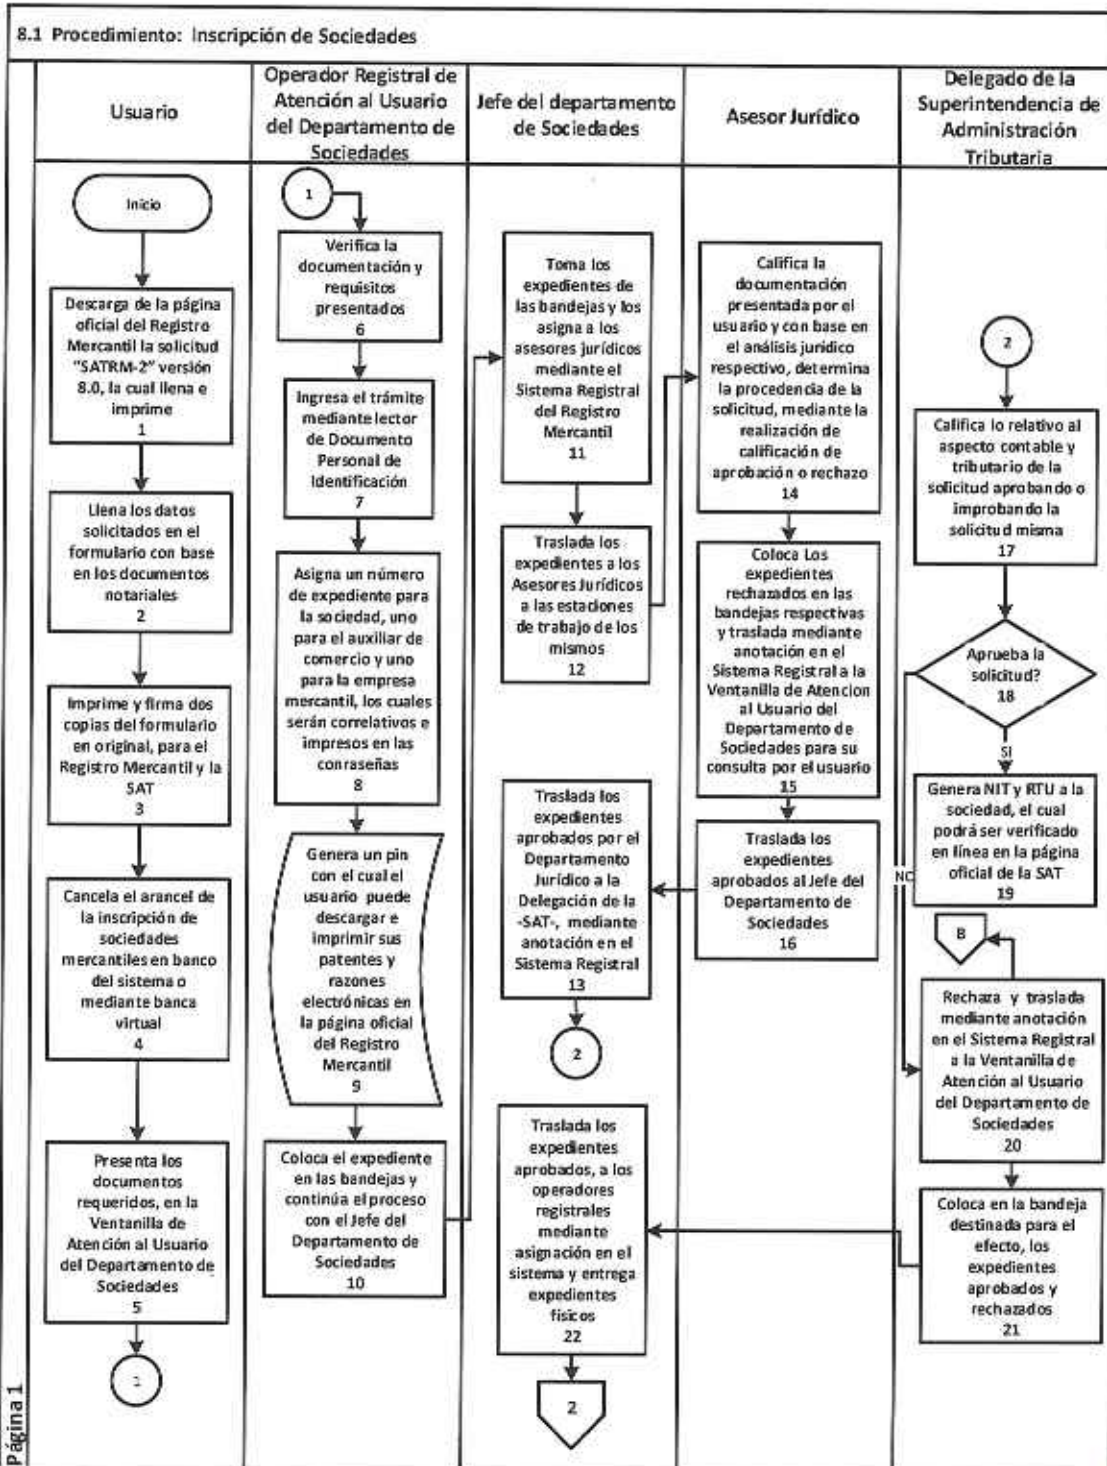 8.1 Procedimiento: Inscripción de Sociedades
Usuario
Operador Registral de
Atención al Usuario
del Departamento de
Sociedades
Jefe del departamento
de Sociedades
Asesor Jurídico
Delegado de la
Superintendencia de
Administración
Tributaria
Inicio
Descarga de la página
oficial del Registro
Mercantil la solicitud
"SATRM-2" versión
8.0, la cual llena e
imprime
1
Llena los datos
solicitados en el
formulario con base
en los documentos
notariales
2
Imprime y firma dos
copias del formulario
en original, para el
Registro Mercantil y la
SAT
3
Cancela el arancel de
la inscripción de
sociedades
mercantiles en banco
del sistema o
mediante banca
virtual
4
Presenta los
documentos
requeridos, en la
Ventanilla de
Atención al Usuario
del Departamento de
Sociedades
5
1
1
Verifica la
documentación y
requisitos
presentados
6
Ingresa el trámite
mediante lector
de Documento
Personal de
Identificación
7
Asigna un número
de expediente para
la sociedad, uno
para el auxiliar de
comercio y uno
para la empresa
mercantil, los cuales
serán correlativos e
impresos en las
conraseñas
8
Genera un pin
con el cual el
usuario puede
descargar e
imprimir sus
patentes y
razones
electrónicas en
la página oficial
del Registro
Mercantil
9
Coloca el expediente
en las bandejas y
continúa el proceso
con el Jefe del
Departamento de
Sociedades
10
Toma los
expedientes de
las bandejas y los
asigna a los
asesores jurídicos
mediante el
Sistema Registral
del Registro
Mercantil
11
Traslada los
expedientes a los
Asesores Jurídicos
a las estaciones
de trabajo de los
mismos
12
Traslada los
expedientes
aprobados por el
Departamento
Jurídico a la
Delegación de la
-SAT-, mediante
anotación en el
Sistema Registral
13
2
Traslada los
expedientes
aprobados, a los
operadores
registrales
mediante
asignación en el
sistema y entrega
expedientes
físicos
22
2
Califica la
documentación
presentada por el
usuario y con base en
el análisis jurídico
respectivo, determina
la procedencia de la
solicitud, mediante la
realización de
calificación de
aprobación o rechazo
14
Coloca Los
expedientes
rechazados en las
bandejas respectivas
y traslada mediante
anotación en el
Sistema Registral a la
Ventanilla de Atencion
al Usuario del
Departamento de
Sociedades para su
consulta por el usuario
15
Traslada los
expedientes
aprobados al Jefe del
Departamento de
Sociedades
16
2
Califica lo relativo al
aspecto contable y
tributario de la
solicitud aprobando o
improbando la
solicitud misma
17
Aprueba la
solicitud?
18
SI
NO
Genera NIT y RTU a la
sociedad, el cual
podrá ser verificado
en línea en la página
oficial de la SAT
19
B
Rechaza y traslada
mediante anotación
en el Sistema Registral
a la Ventanilla de
Atención al Usuario
del Departamento de
Sociedades
20
Coloca en la bandeja
destinada para el
efecto, los
expedientes
aprobados y
rechazados
21
Página 1